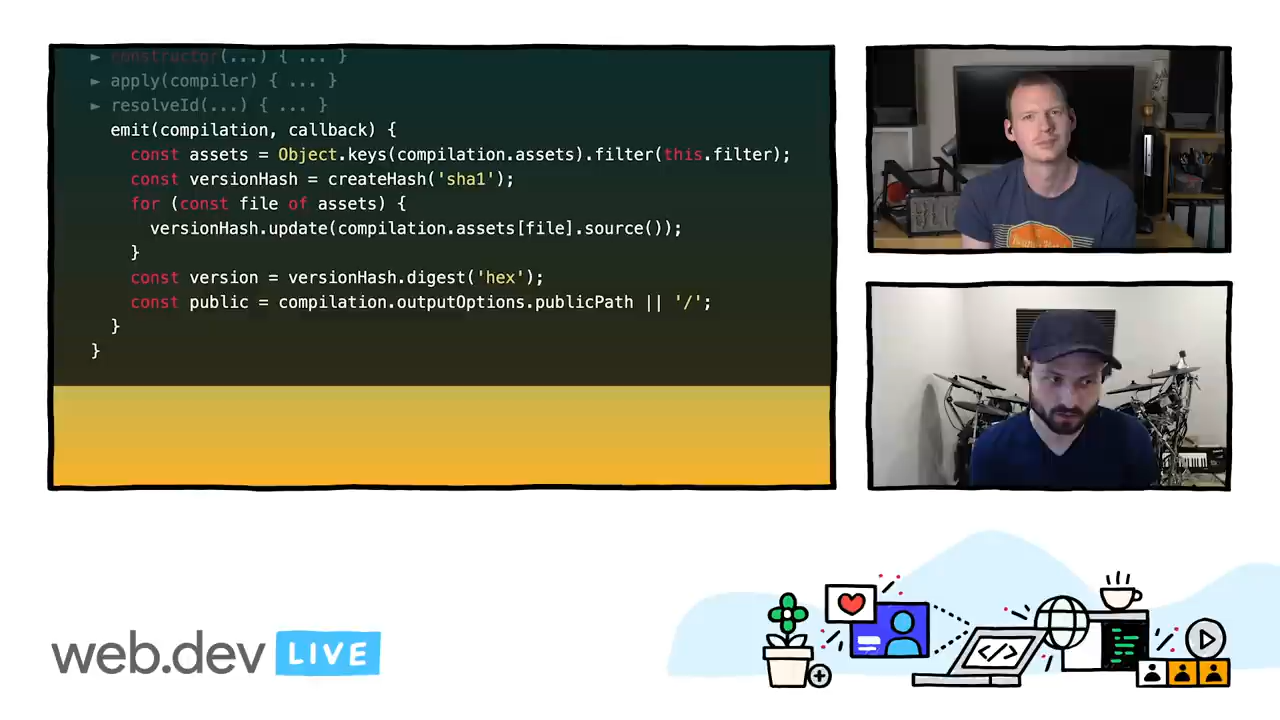 ► constructor(...) { ... }
► apply(compiler) { ... }
► resolveId(...) { ... }
emit(compilation, callback) {
const assets = Object.keys(compilation.assets).filter(this.filter);
const versionHash = createHash('sha1');
for (const file of assets) {
versionHash.update(compilation.assets[file].source());
}
const version = versionHash.digest('hex');
const public = compilation.outputOptions.publicPath || '/';
}
}
web.dev LIVE
</>